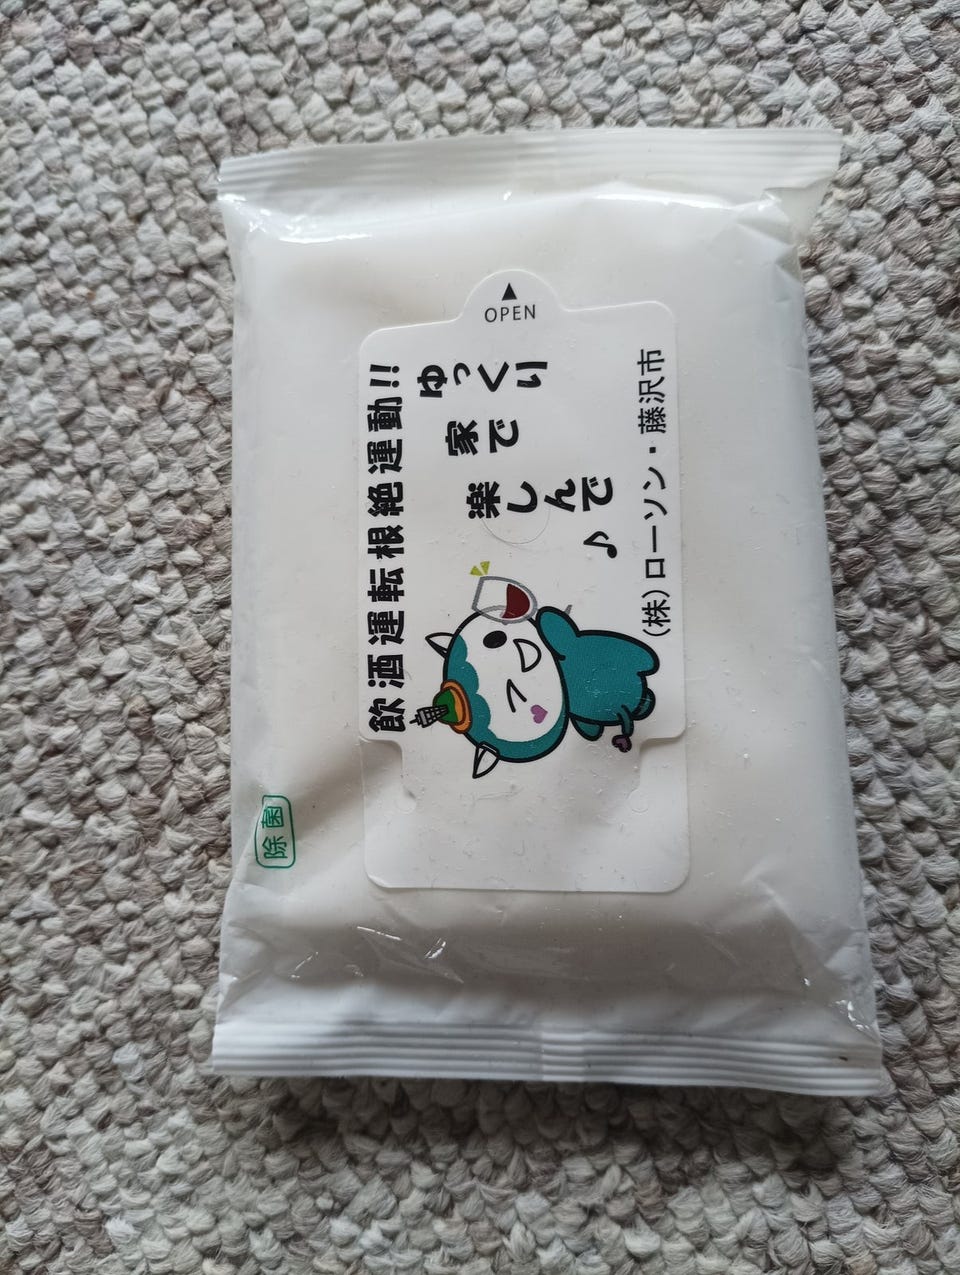 OPEN
飲酒運転根絶運動!!
ゆっくり
家で
楽しんで♪
(株)ローソン・藤沢市
除菌